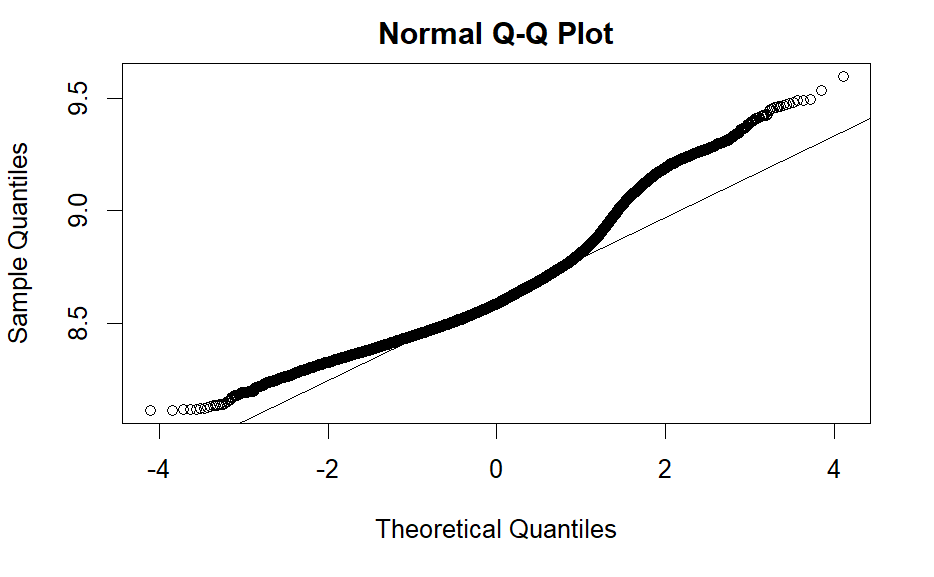 Normal Q-Q Plot
Sample Quantiles
9.5
9.0
8.5
-4 -2 0 2 4
Theoretical Quantiles